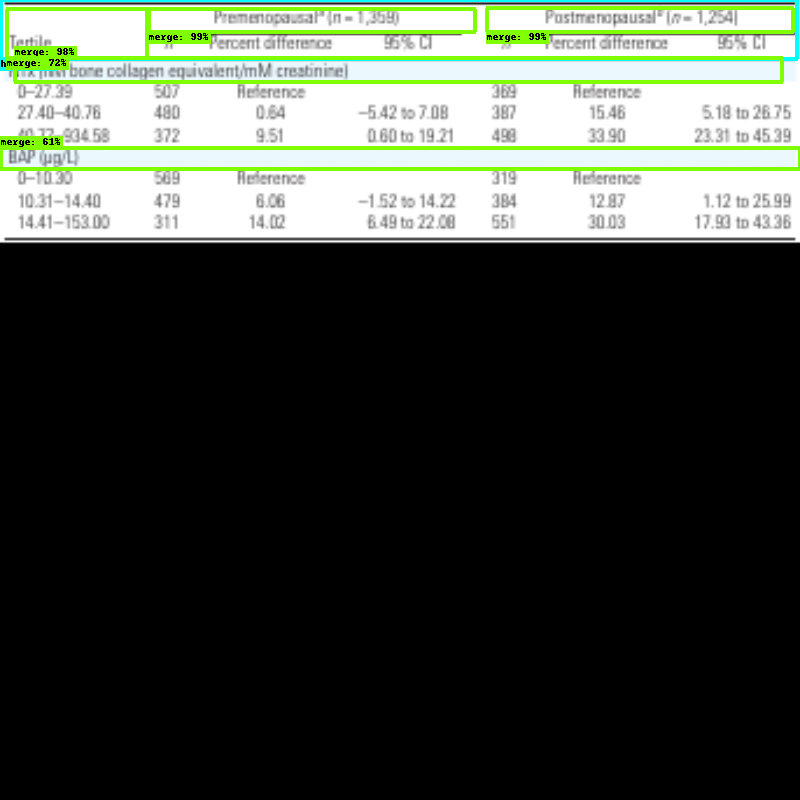 Premenopausalᵃ (n = 1,359) Postmenopausalᵃ (n = 1,254)
merge: 99% merge: 99%
Tertile n Percent difference 95% CI n Percent difference 95% CI
merge: 98%
merge: 72%
bone collagen equivalent/mM creatinine)
0–27.39 507 Reference 369 Reference
27.40–40.76 480 0.64 –5.42 to 7.08 387 15.46 5.18 to 26.75
40.77–934.58 372 9.51 0.60 to 19.21 498 33.90 23.31 to 45.39
merge: 61%
BAP (µg/L)
0–10.30 569 Reference 319 Reference
10.31–14.40 479 6.06 –1.52 to 14.22 384 12.87 1.12 to 25.99
14.41–153.00 311 14.02 6.49 to 22.08 551 30.03 17.93 to 43.36